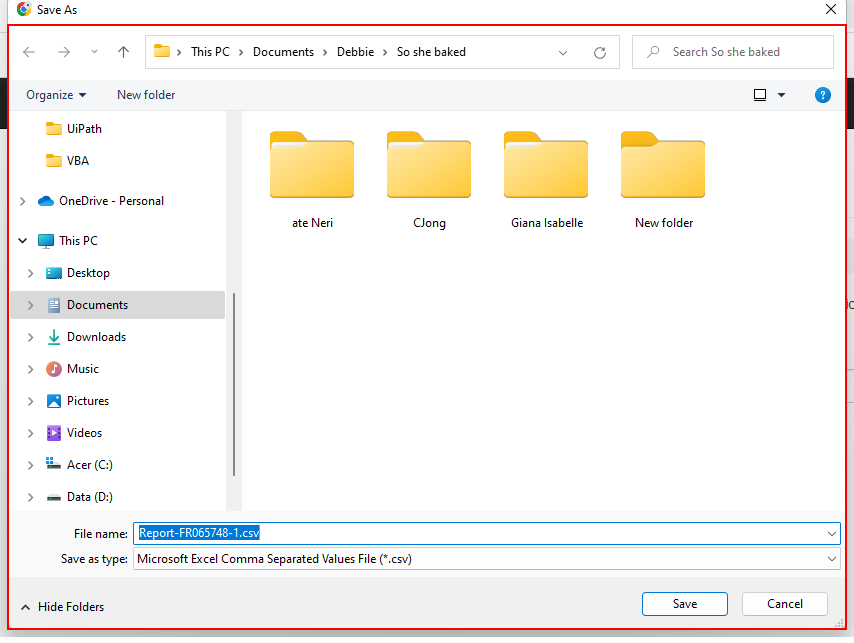 Save As
This PC > Documents > Debbie > So she baked
Search So she baked
Organize
New folder
UiPath
VBA
OneDrive - Personal
This PC
Desktop
Documents
Downloads
Music
Pictures
Videos
Acer (C:)
Data (D:)
ate Neri
CJong
Giana Isabelle
New folder
File name: Report-FR065748-1.csv
Save as type: Microsoft Excel Comma Separated Values File (*.csv)
Hide Folders
Save
Cancel